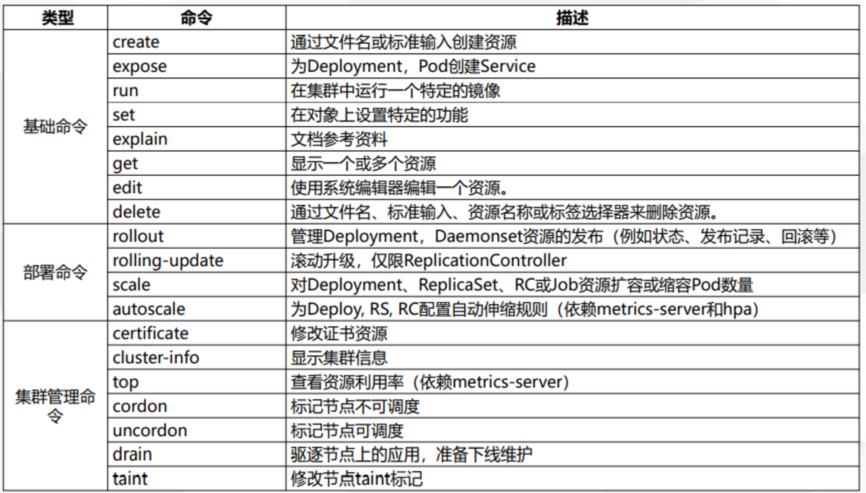 类型 命令 描述
基础命令
create 通过文件名或标准输入创建资源
expose 为Deployment，Pod创建Service
run 在集群中运行一个特定的镜像
set 在对象上设置特定的功能
explain 文档参考资料
get 显示一个或多个资源
edit 使用系统编辑器编辑一个资源。
delete 通过文件名、标准输入、资源名称或标签选择器来删除资源。
部署命令
rollout 管理Deployment，Daemonset资源的发布（例如状态、发布记录、回滚等）
rolling-update 滚动升级，仅限ReplicationController
scale 对Deployment、ReplicaSet、RC或Job资源扩容或缩容Pod数量
autoscale 为Deploy, RS, RC配置自动伸缩规则（依赖metrics-server和hpa）
集群管理命
令
certificate 修改证书资源
cluster-info 显示集群信息
top 查看资源利用率（依赖metrics-server）
cordon 标记节点不可调度
uncordon 标记节点可调度
drain 驱逐节点上的应用，准备下线维护
taint 修改节点taint标记